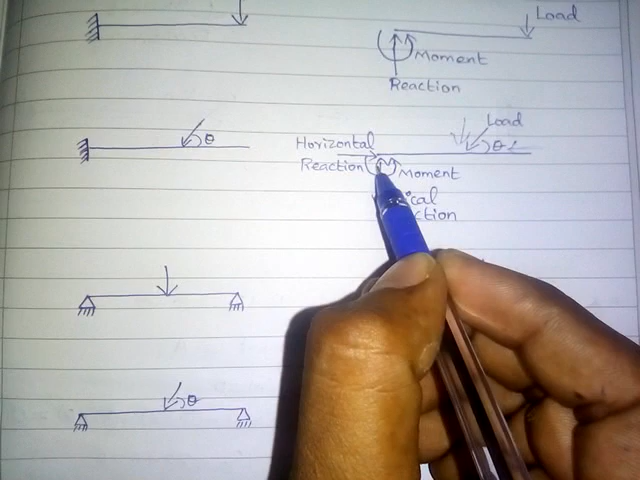 Load
Moment
Reaction
θ
Horizontal
Reaction
Load
θ
Moment
θ